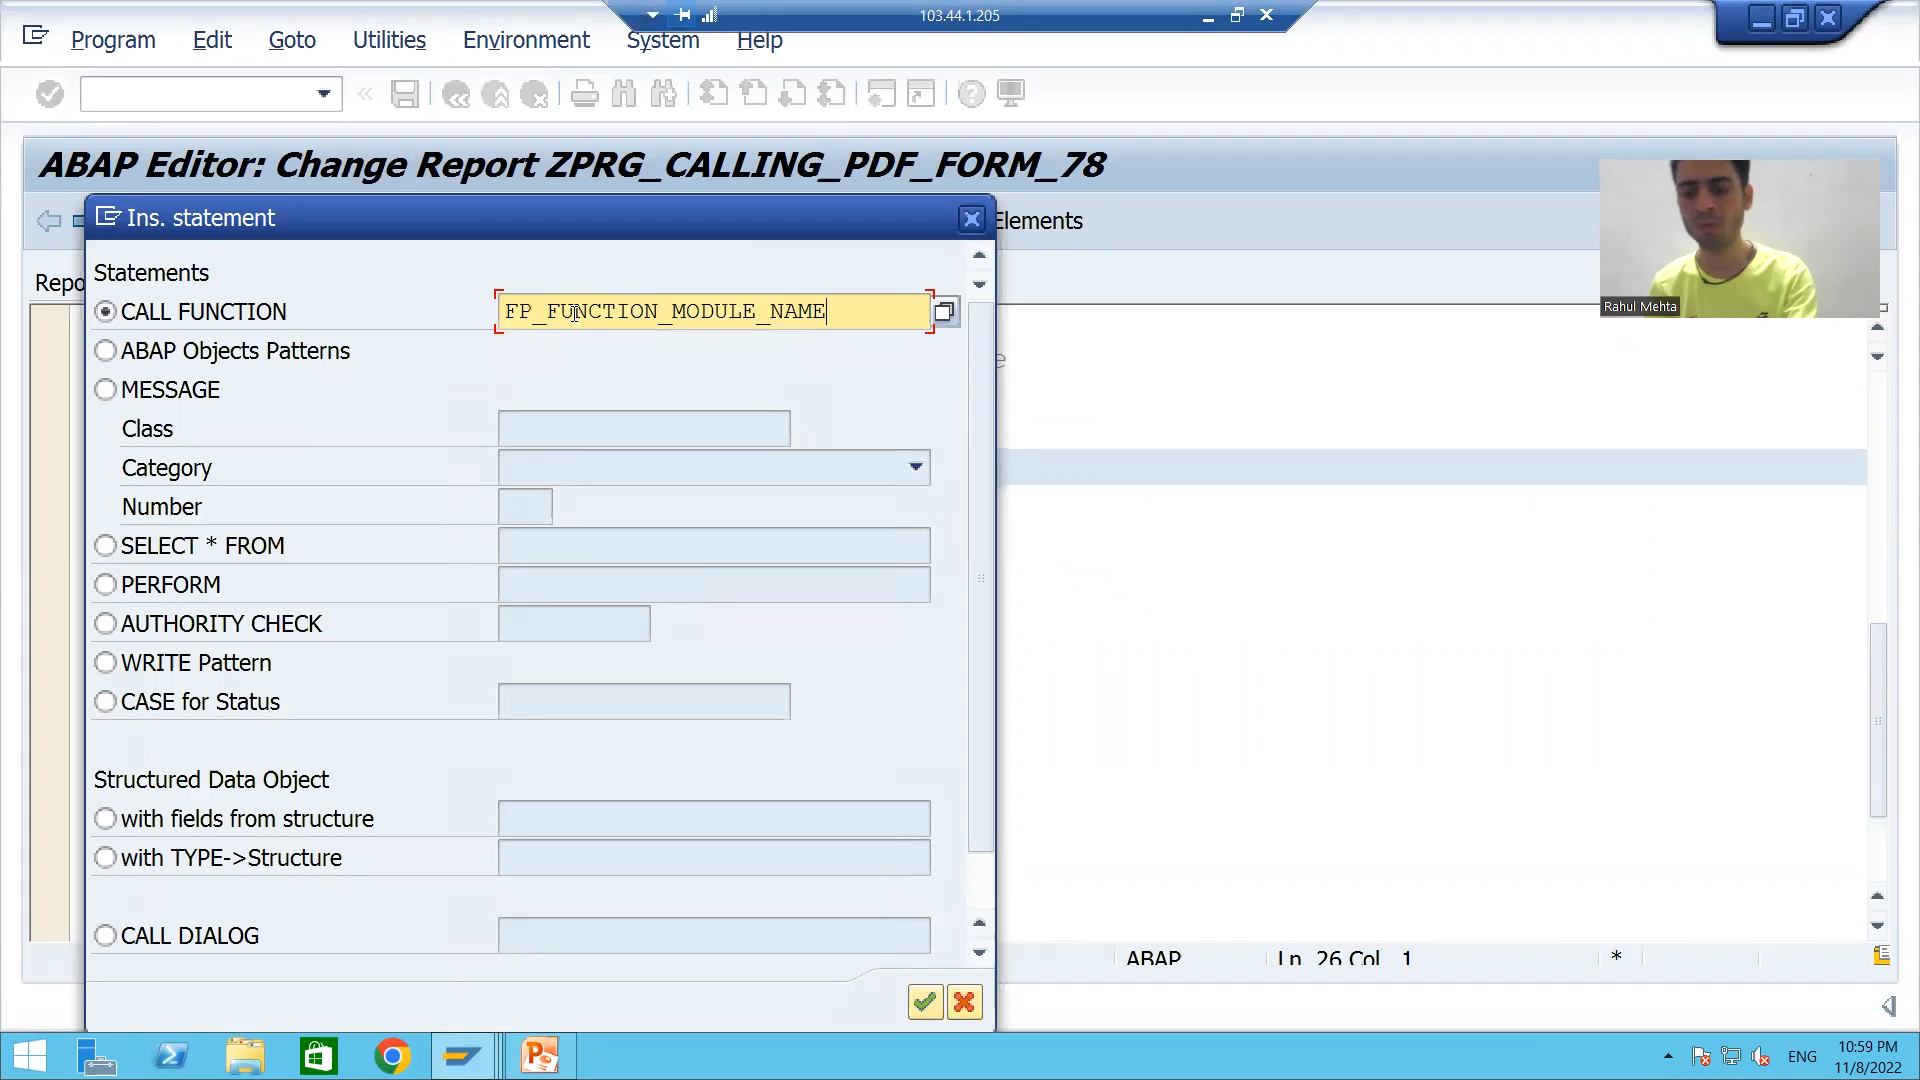 103.44.1.205
Program Edit Goto Utilities Environment System Help
ABAP Editor: Change Report ZPRG_CALLING_PDF_FORM_78
Ins. statement
Elements
Repo
Statements
CALL FUNCTION FP_FUNCTION_MODULE_NAME
Rahul Mehta
ABAP Objects Patterns
e
MESSAGE
Class
Category
Number
SELECT * FROM
PERFORM
AUTHORITY CHECK
WRITE Pattern
CASE for Status
Structured Data Object
with fields from structure
with TYPE->Structure
CALL DIALOG
ABAP Ln 26 Col 1 *
ENG
10:59 PM
11/8/2022